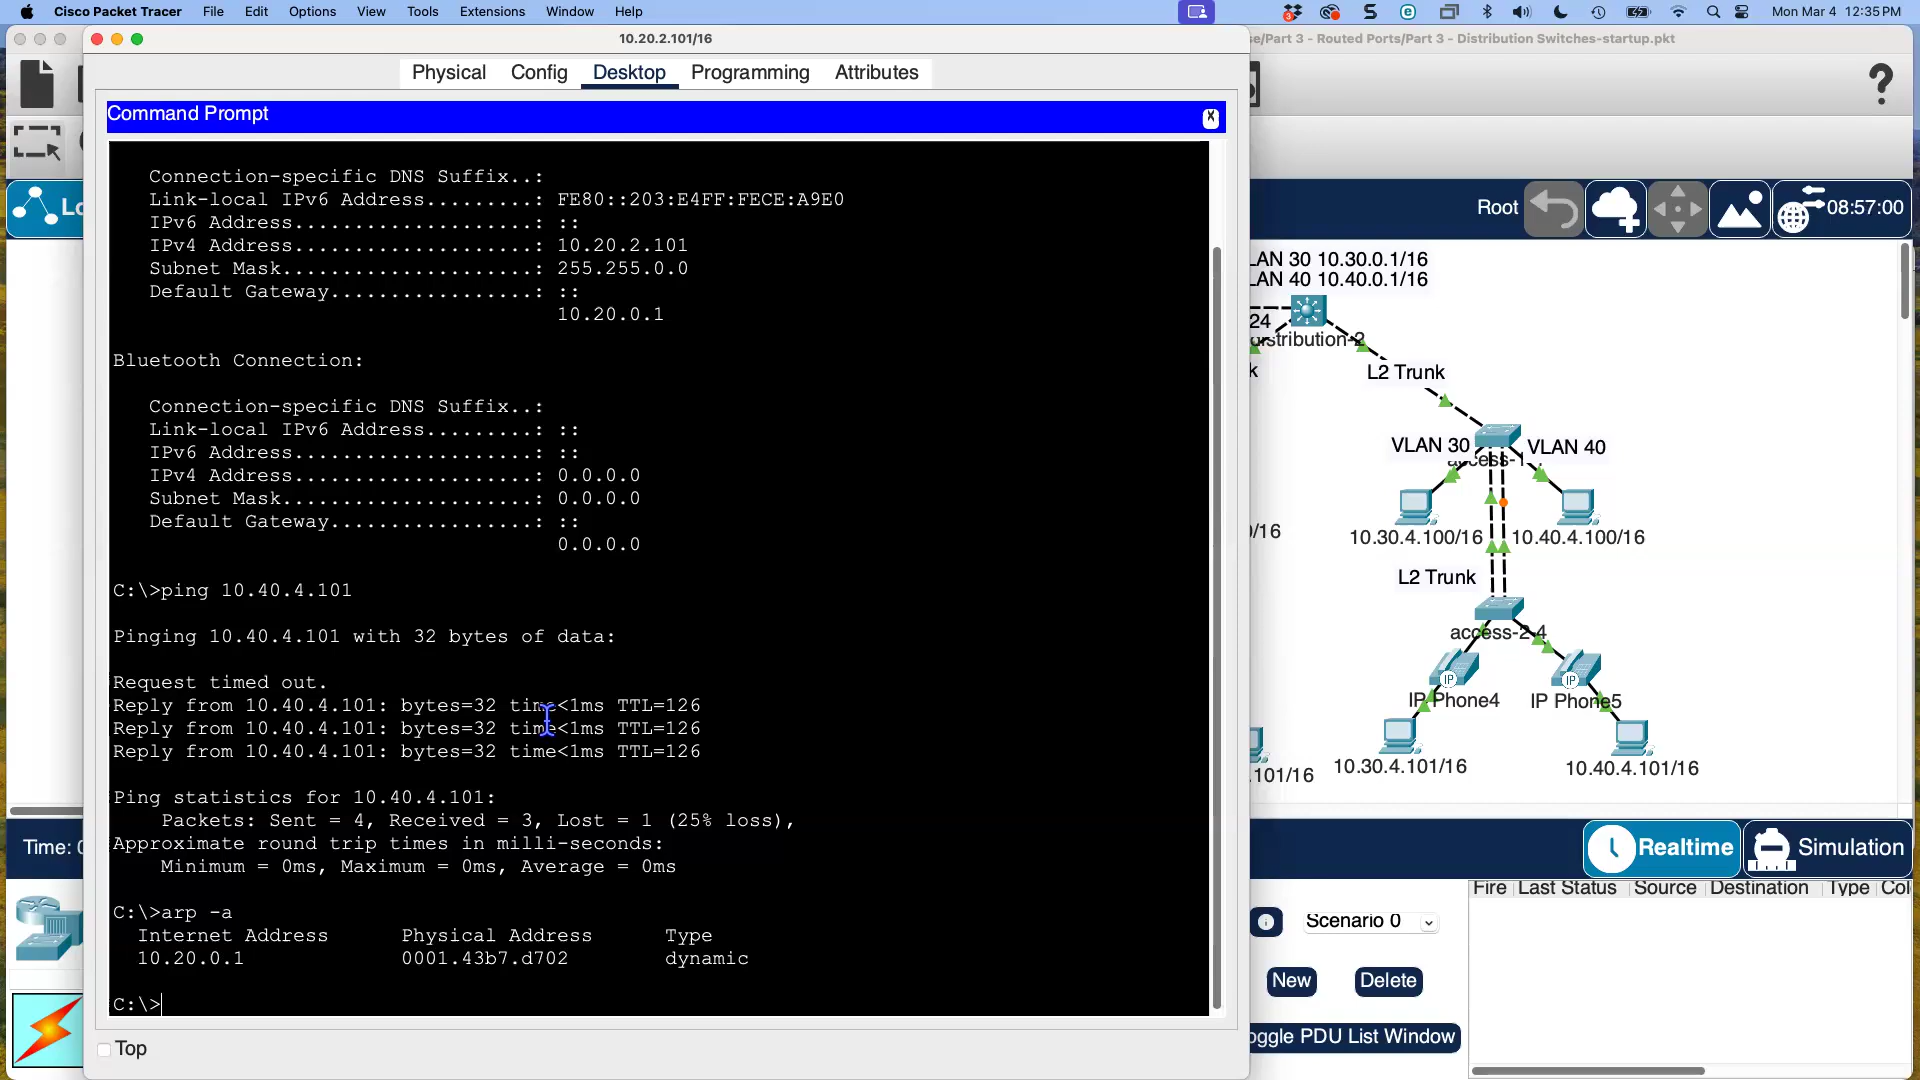 Cisco Packet Tracer File Edit Options View Tools Extensions Window Help Mon Mar 4 12:35 PM
10.20.2.101/16
se/Part 3 - Routed Ports/Part 3 - Distribution Switches-startup.pkt
Physical Config Desktop Programming Attributes
Command Prompt
Connection-specific DNS Suffix..:
Link-local IPv6 Address.........: FE80::203:E4FF:FECE:A9E0
IPv6 Address....................: ::
IPv4 Address....................: 10.20.2.101
Subnet Mask.....................: 255.255.0.0
Default Gateway.................: ::
10.20.0.1
Bluetooth Connection:
Connection-specific DNS Suffix..:
Link-local IPv6 Address.........: ::
IPv6 Address....................: ::
IPv4 Address....................: 0.0.0.0
Subnet Mask.....................: 0.0.0.0
Default Gateway.................: ::
0.0.0.0
C:\>ping 10.40.4.101
Pinging 10.40.4.101 with 32 bytes of data:
Request timed out.
Reply from 10.40.4.101: bytes=32 time<1ms TTL=126
Reply from 10.40.4.101: bytes=32 time<1ms TTL=126
Reply from 10.40.4.101: bytes=32 time<1ms TTL=126
Ping statistics for 10.40.4.101:
Packets: Sent = 4, Received = 3, Lost = 1 (25% loss),
Approximate round trip times in milli-seconds:
Minimum = 0ms, Maximum = 0ms, Average = 0ms
C:\>arp -a
Internet Address Physical Address Type
10.20.0.1 0001.43b7.d702 dynamic
C:\>
Top
Lo
Time: 0
Root 08:57:00
LAN 30 10.30.0.1/16
LAN 40 10.40.0.1/16
24
distribution-2
k
L2 Trunk
VLAN 30 VLAN 40
access-1
0/16 10.30.4.100/16 10.40.4.100/16
L2 Trunk
access-2-4
IP IP
IP Phone4 IP Phone5
.101/16 10.30.4.101/16 10.40.4.101/16
Realtime Simulation
Fire Last Status Source Destination Type Col
Scenario 0
New Delete
oggle PDU List Window